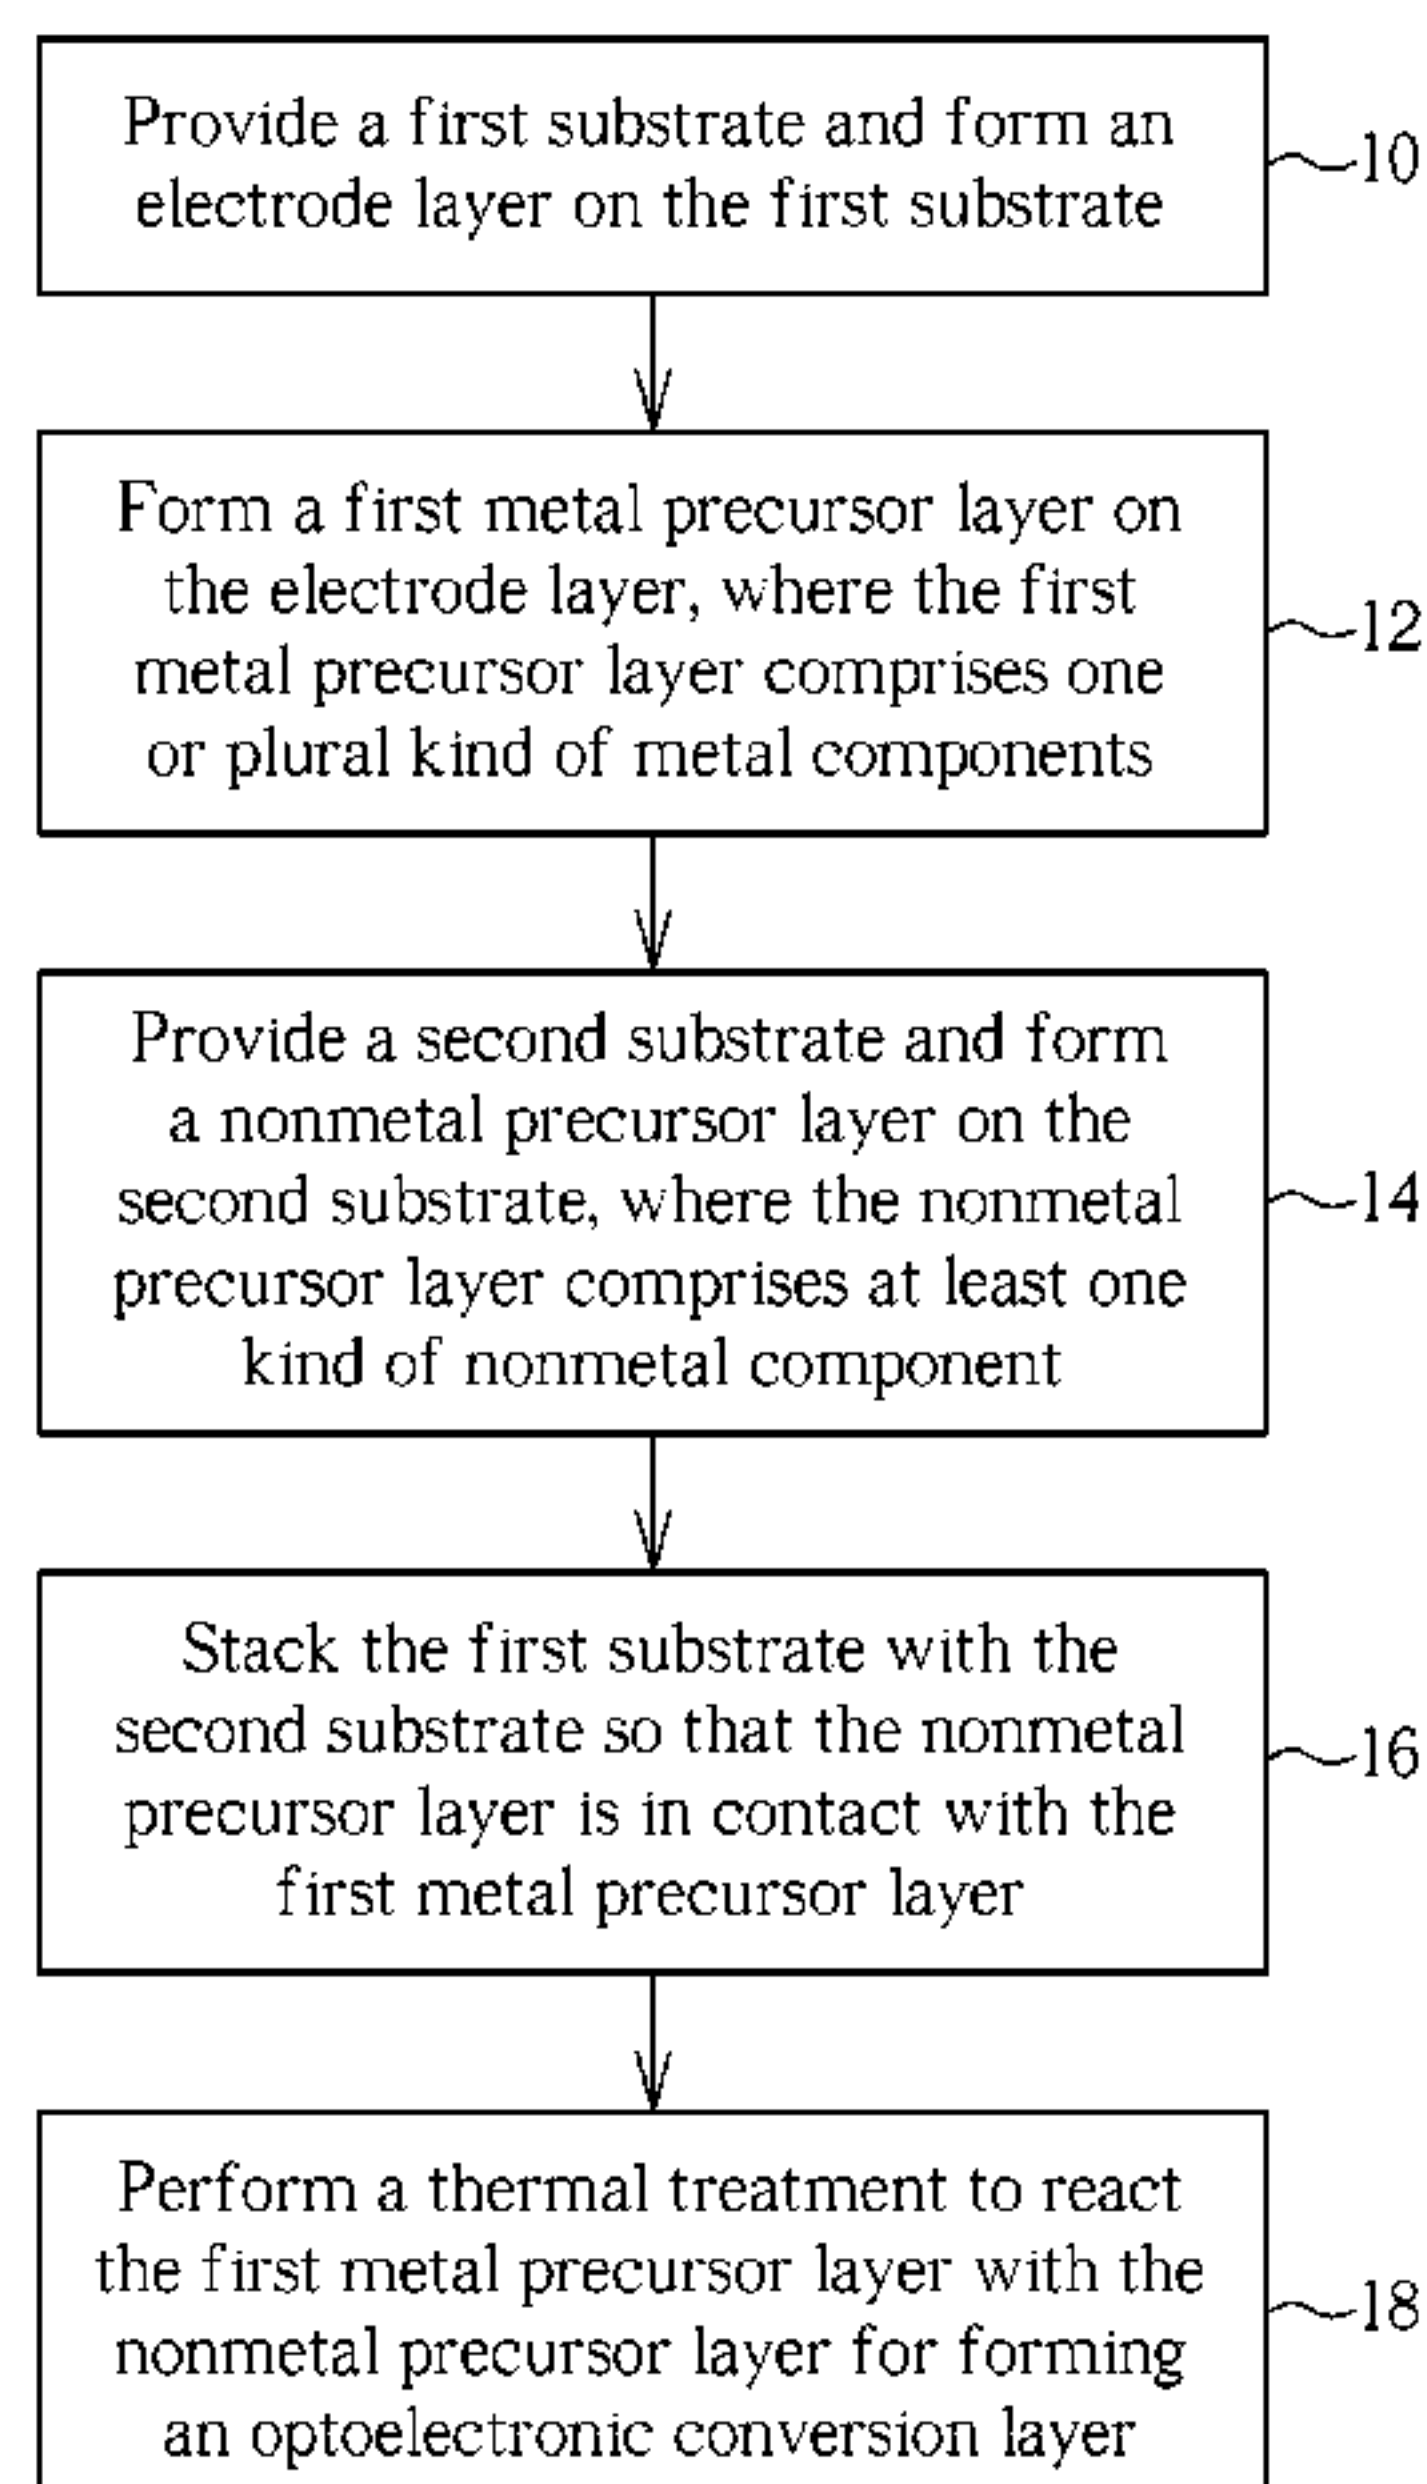 Provide a first substrate and form an
electrode layer on the first substrate
10
Form a first metal precursor layer on
the electrode layer, where the first
metal precursor layer comprises one
or plural kind of metal components
12
Provide a second substrate and form
a nonmetal precursor layer on the
second substrate, where the nonmetal
precursor layer comprises at least one
kind of nonmetal component
14
Stack the first substrate with the
second substrate so that the nonmetal
precursor layer is in contact with the
first metal precursor layer
16
Perform a thermal treatment to react
the first metal precursor layer with the
nonmetal precursor layer for forming
an optoelectronic conversion layer
18